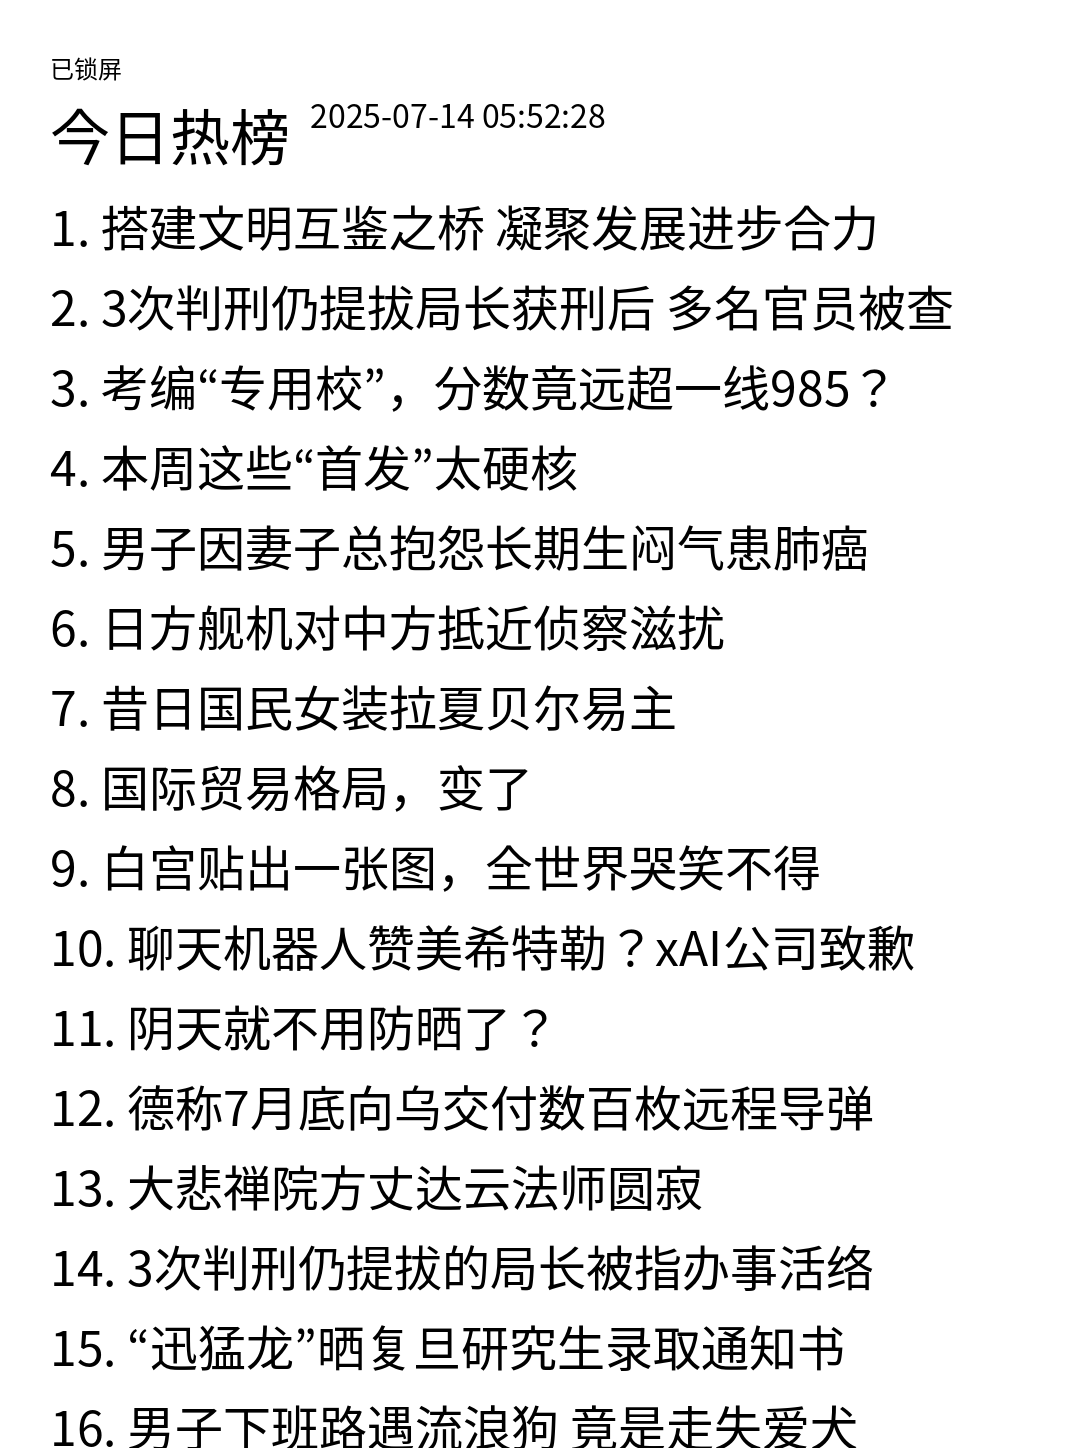 已锁屏
今日热榜 2025-07-14 05:52:28
1. 搭建文明互鉴之桥 凝聚发展进步合力
2. 3次判刑仍提拔局长获刑后 多名官员被查
3. 考编“专用校”，分数竟远超一线985？
4. 本周这些“首发”太硬核
5. 男子因妻子总抱怨长期生闷气患肺癌
6. 日方舰机对中方抵近侦察滋扰
7. 昔日国民女装拉夏贝尔易主
8. 国际贸易格局，变了
9. 白宫贴出一张图，全世界哭笑不得
10. 聊天机器人赞美希特勒？xAI公司致歉
11. 阴天就不用防晒了？
12. 德称7月底向乌交付数百枚远程导弹
13. 大悲禅院方丈达云法师圆寂
14. 3次判刑仍提拔的局长被指办事活络
15. “迅猛龙”晒复旦研究生录取通知书
16. 男子下班路遇流浪狗 竟是走失爱犬